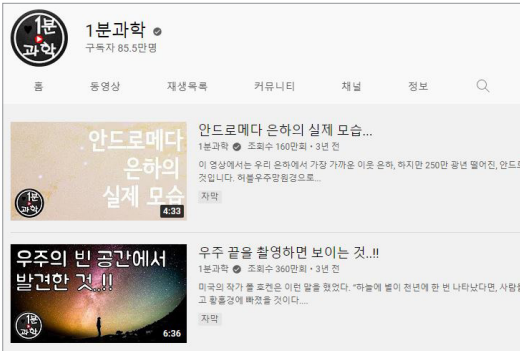 1분
과학
1분과학
구독자 85.5만명
홈 동영상 재생목록 커뮤니티 채널 정보
안드로메다
은하의
실제 모습
1분
과학
4:33
안드로메다 은하의 실제 모습...
1분과학 조회수 160만회 • 3년 전
이 영상에서는 우리 은하에서 가장 가까운 이웃 은하, 하지만 250만 광년 떨어진, 안드로
것입니다. 허블우주망원경으로...
자막
우주의 빈 공간에서
발견한 것..!!
1분
과학
6:36
우주 끝을 촬영하면 보이는 것..!!
1분과학 조회수 360만회 • 3년 전
미국의 작가 폴 호컨은 이런 말을 했었다. "하늘에 별이 천년에 한 번 나타났다면, 사람들
고 황홀경에 빠졌을 것이다....
자막